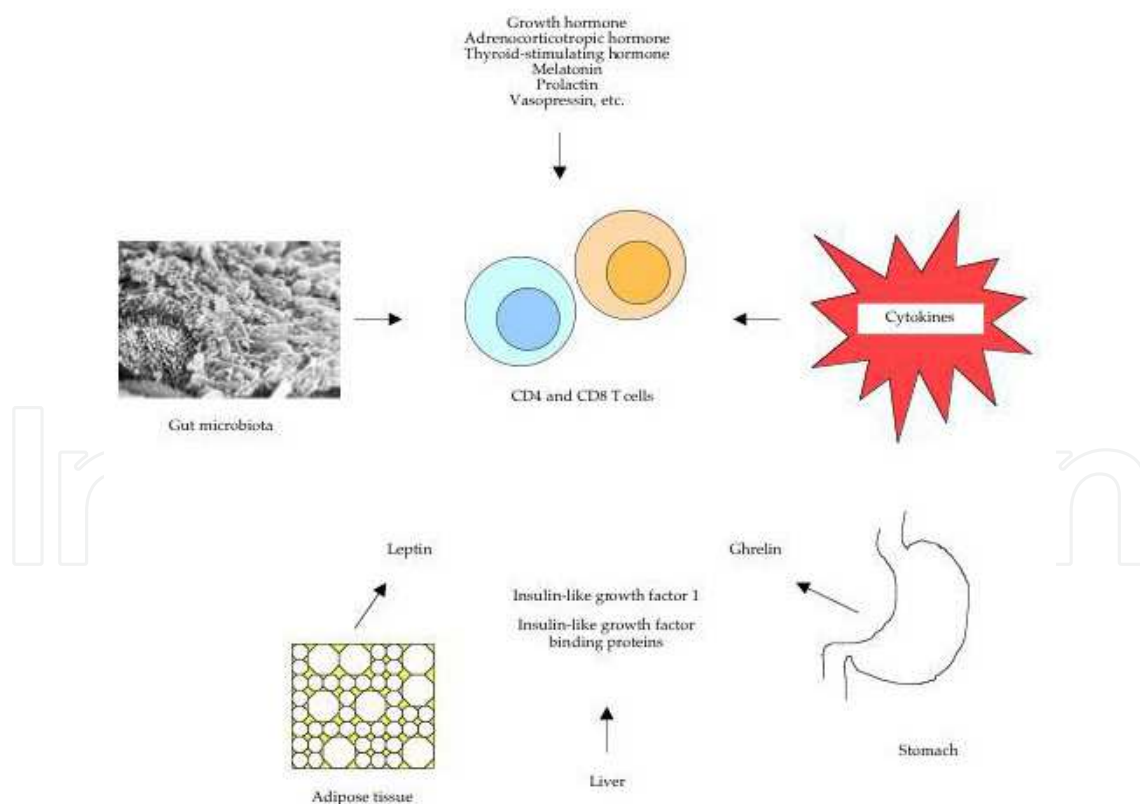 Growth hormone
Adrenocorticotropic hormone
Thyroid-stimulating hormone
Melatonin
Prolactin
Vasopressin, etc.
Cytokines
CD4 and CD8 T cells
Gut microbiota
Leptin
Ghrelin
Insulin-like growth factor 1
Insulin-like growth factor
binding proteins
Stomach
Liver
Adipose tissue